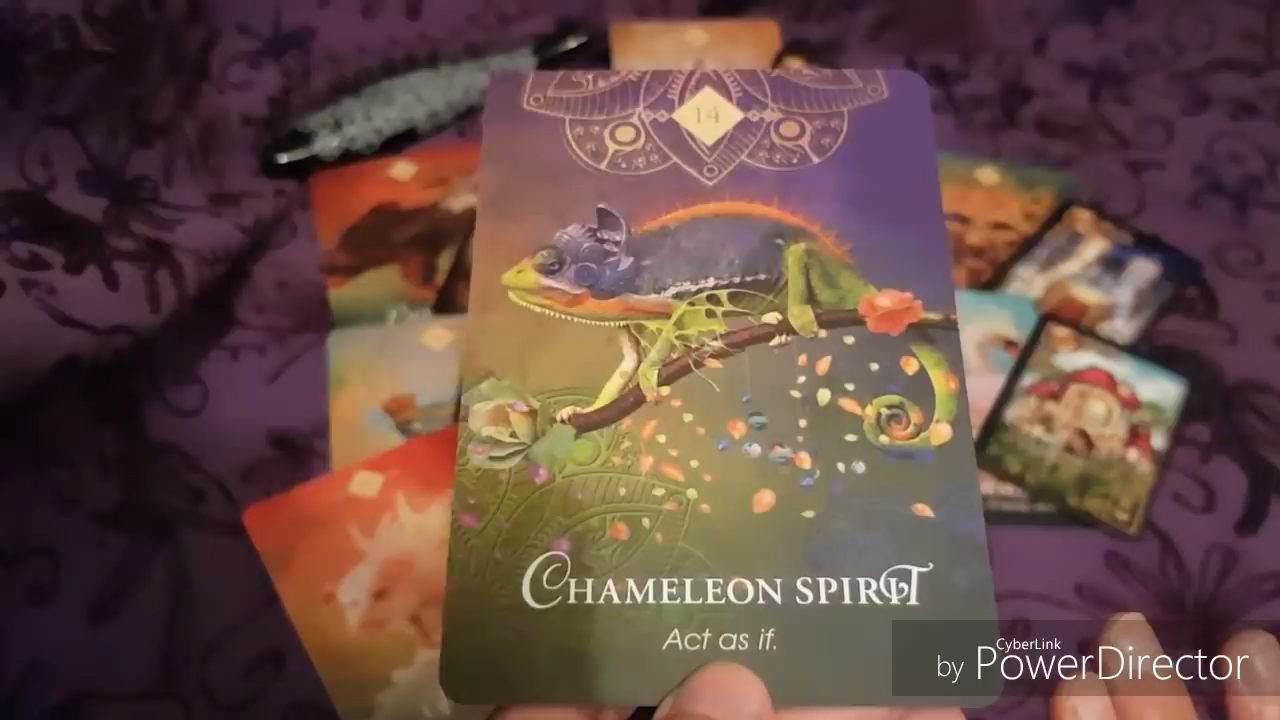 14
CHAMELEON SPIRIT
Act as if.
CyberLink
by PowerDirector